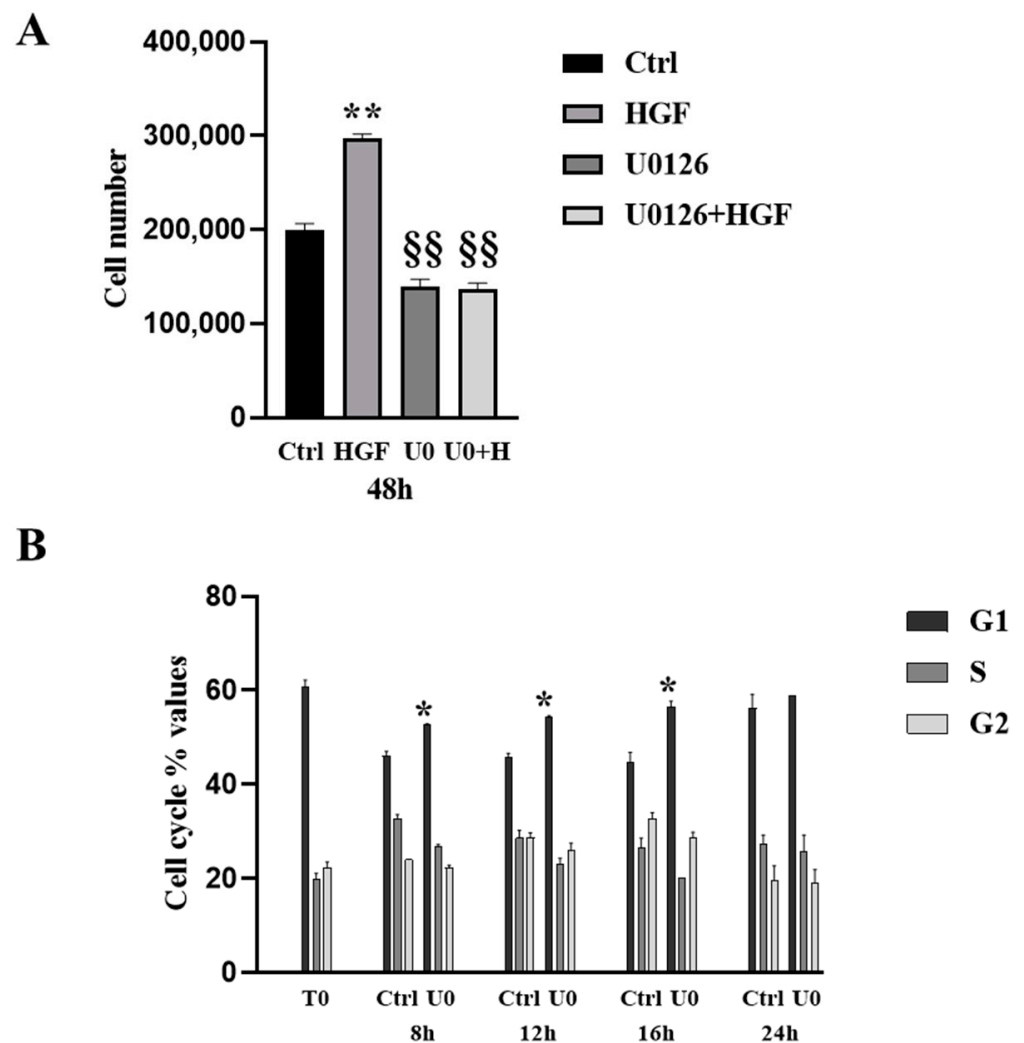 A
400,000
300,000
200,000
100,000
0
Cell number
**
§§ §§
Ctrl HGF U0 U0+H
48h
Ctrl
HGF
U0126
U0126+HGF
B
80
60
40
20
0
Cell cycle % values
*
*
*
T0 Ctrl U0 Ctrl U0 Ctrl U0 Ctrl U0
8h 12h 16h 24h
G1
S
G2